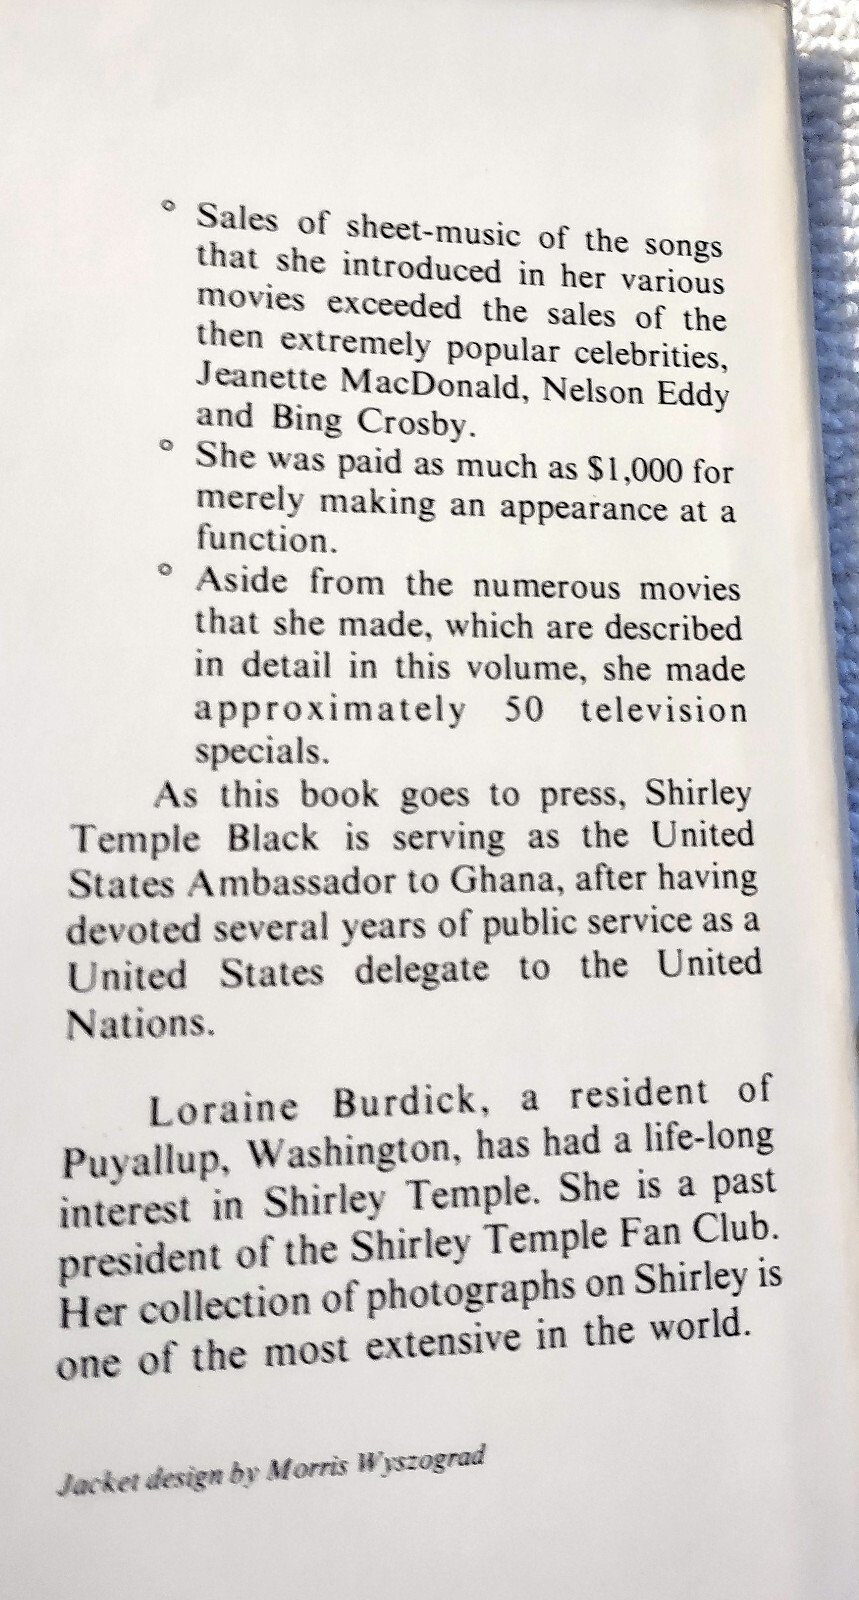 ° Sales of sheet-music of the songs
that she introduced in her various
movies exceeded the sales of the
then extremely popular celebrities,
Jeanette MacDonald, Nelson Eddy
and Bing Crosby.
° She was paid as much as $1,000 for
merely making an appearance at a
function.
° Aside from the numerous movies
that she made, which are described
in detail in this volume, she made
approximately 50 television
specials.
As this book goes to press, Shirley
Temple Black is serving as the United
States Ambassador to Ghana, after having
devoted several years of public service as a
United States delegate to the United
Nations.
Loraine Burdick, a resident of
Puyallup, Washington, has had a life-long
interest in Shirley Temple. She is a past
president of the Shirley Temple Fan Club.
Her collection of photographs on Shirley is
one of the most extensive in the world.
Jacket design by Morris Wyszograd